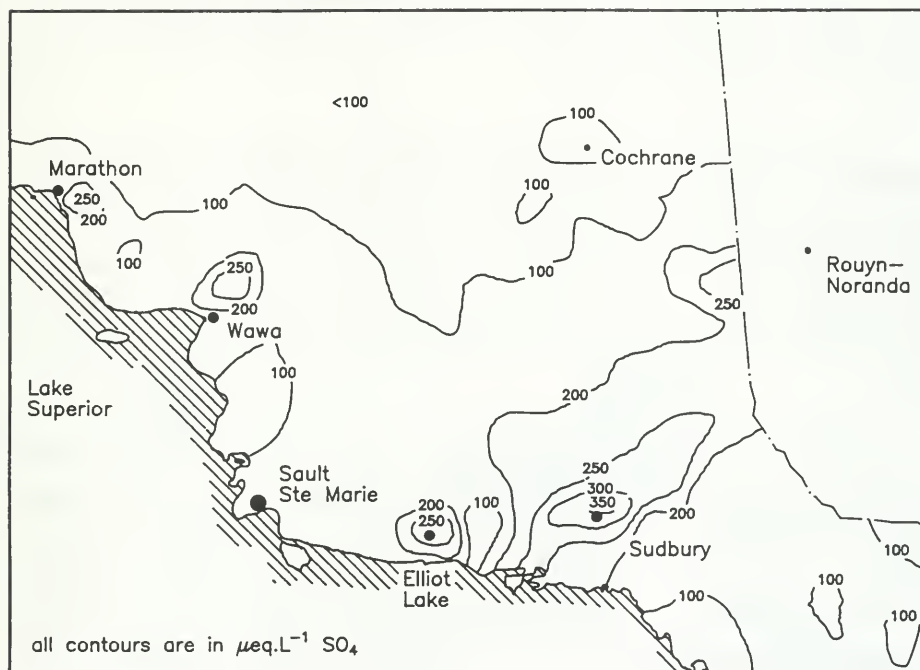 <100
100
Cochrane
Marathon
250
200
100
100
100
100
250
200
Wawa
250
Rouyn–
Noranda
100
200
Lake
Superior
250
Sault
Ste Marie
200
250
100
300
350
200
Sudbury
Elliot
Lake
100
100
100
100
all contours are in μeq.L⁻¹ SO₄